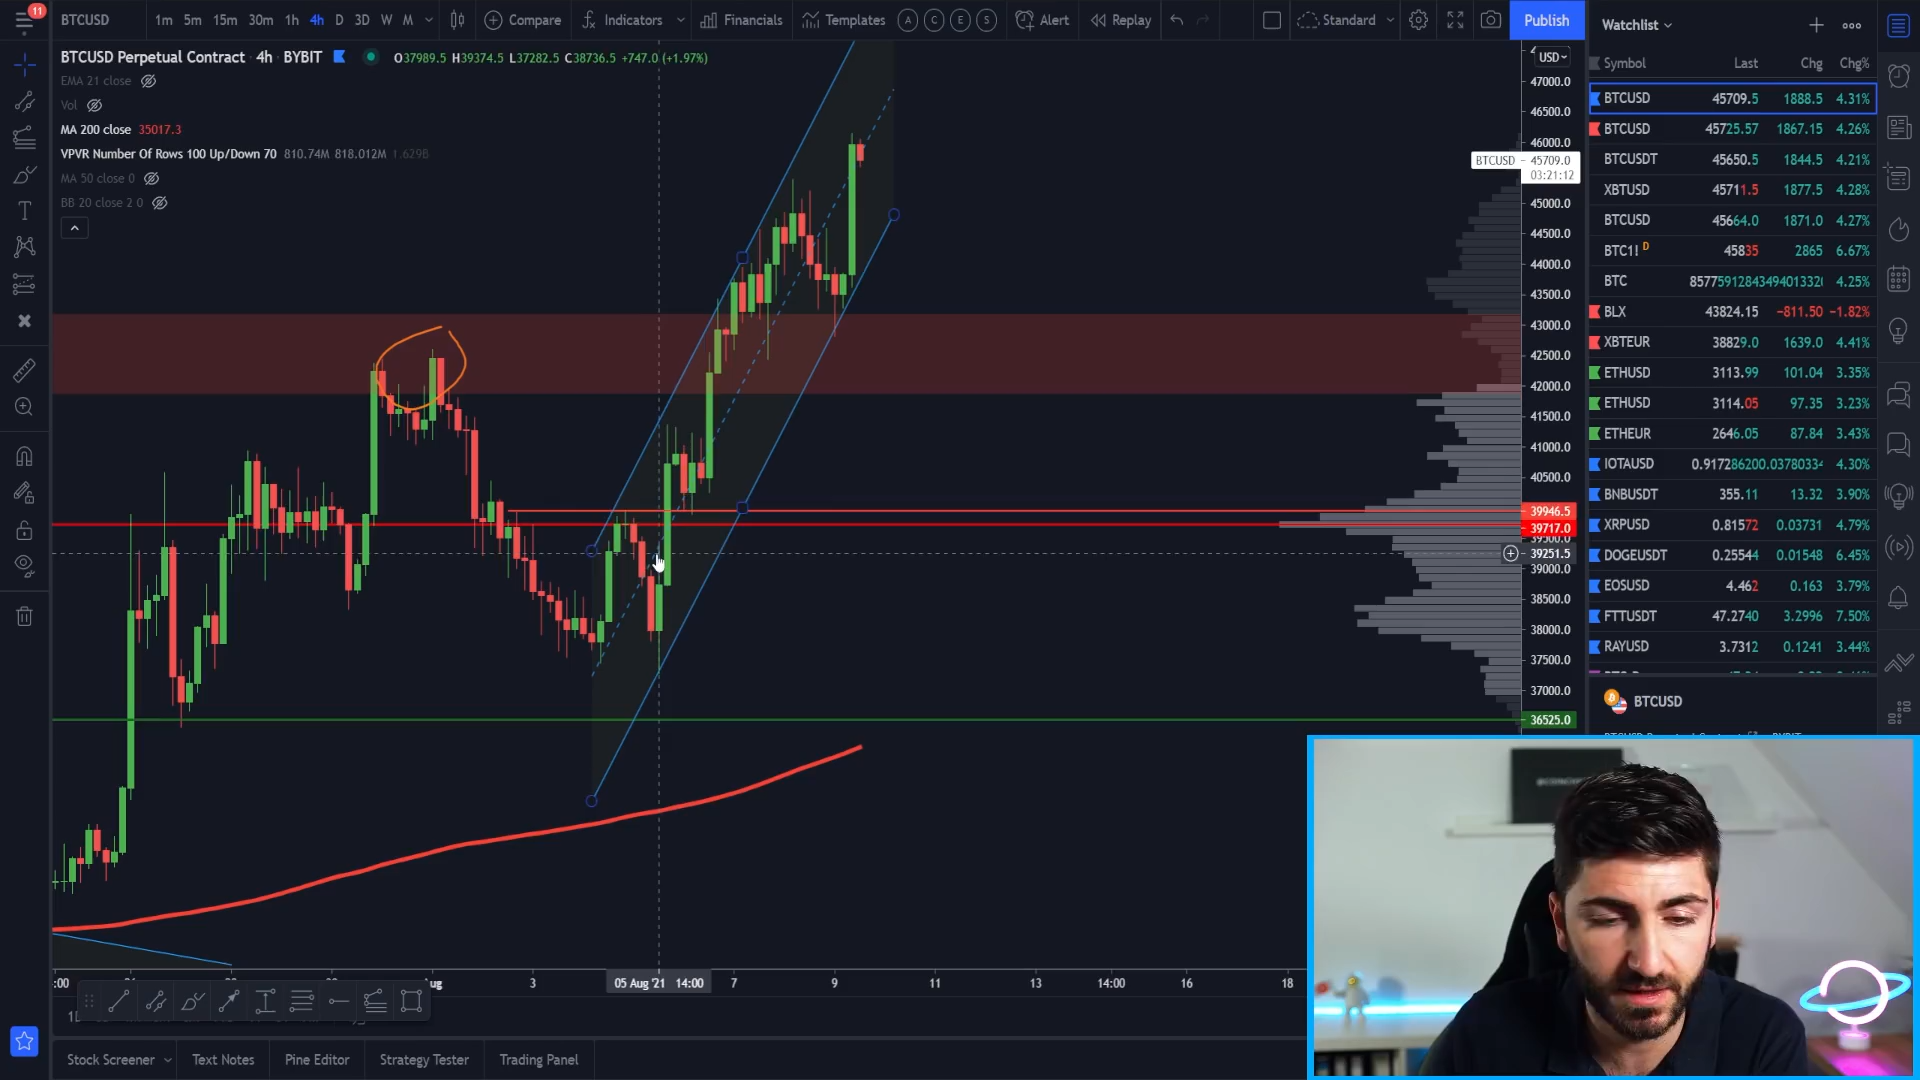 11
BTCUSD
1m 5m 15m 30m 1h 4h D 3D W M
Compare
Indicators
Financials
Templates
A C E S
Alert
Replay
Standard
Publish
BTCUSD Perpetual Contract 4h BYBIT O37989.5 H39374.5 L37282.5 C38736.5 +747.0 (+1.97%)
EMA 21 close
Vol
MA 200 close 35017.3
VPVR Number Of Rows 100 Up/Down 70 810.74M 818.012M 1.629B
MA 50 close 0
BB 20 close 2 0
USD
47000.0
46500.0
46000.0
BTCUSD 45709.0
03:21:12
45000.0
44500.0
44000.0
43500.0
43000.0
42500.0
42000.0
41500.0
41000.0
40500.0
39946.5
39717.0
39500.0
39251.5
39000.0
38500.0
38000.0
37500.0
37000.0
36525.0
:00
3
05 Aug '21 14:00
7
9
11
13
14:00
16
18
Stock Screener
Text Notes
Pine Editor
Strategy Tester
Trading Panel
Watchlist
Symbol Last Chg Chg%
BTCUSD 45709.5 1888.5 4.31%
BTCUSD 45725.57 1867.15 4.26%
BTCUSDT 45650.5 1844.5 4.21%
XBTUSD 45711.5 1877.5 4.28%
BTCUSD 45664.0 1871.0 4.27%
BTC1! D 45835 2865 6.67%
BTC 4.25%
BLX 43824.15 −811.50 −1.82%
XBTEUR 38829.0 1639.0 4.41%
ETHUSD 3113.99 101.04 3.35%
ETHUSD 3114.05 97.35 3.23%
ETHEUR 2646.05 87.84 3.43%
IOTAUSD 4.30%
BNBUSDT 355.11 13.32 3.90%
XRPUSD 0.81572 0.03731 4.79%
DOGEUSDT 0.25544 0.01548 6.45%
EOSUSD 4.462 0.163 3.79%
FTTUSDT 47.2740 3.2996 7.50%
RAYUSD 3.7312 0.1241 3.44%
BTCUSD